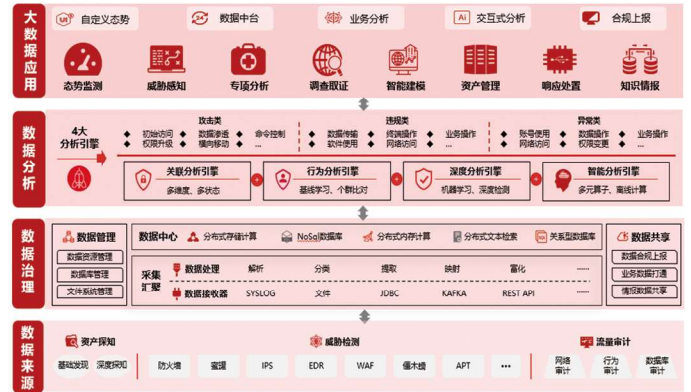 大数据应用
UI 自定义态势
24 数据中台
业务分析
Ai 交互式分析
合规上报
态势监测
威胁感知
专项分析
调查取证
智能建模
资产管理
响应处置
知识情报
数据分析
4大
分析引擎
攻击类
初始访问 数据渗透 命令控制
权限升级 横向移动 ...
违规类
数据传输 终端操作 业务操作
软件使用 网络访问 ...
异常类
账号使用 数据操作 业务操作
网络访问 权限变更 ...
关联分析引擎
多维度、多状态
行为分析引擎
基线学习、个群比对
深度分析引擎
机器学习、深度检测
智能分析引擎
多元算子、离线计算
数据治理
数据管理
数据资源管理
数据库管理
文件系统管理
数据中心 分布式存储计算 NoSql数据库 分布式内存计算 分布式文本检索 关系型数据库
采集
汇聚
数据处理 解析 分类 提取 映射 富化 ......
数据接收器 SYSLOG 文件 JDBC KAFKA REST API ......
数据共享
数据合规上报
业务数据打通
情报数据共享
数据来源
资产探知
基础发现 深度探知
威胁检测
防火墙 蜜罐 IPS EDR WAF 僵木蠕 APT ...
流量审计
网络
审计
行为
审计
数据库
审计